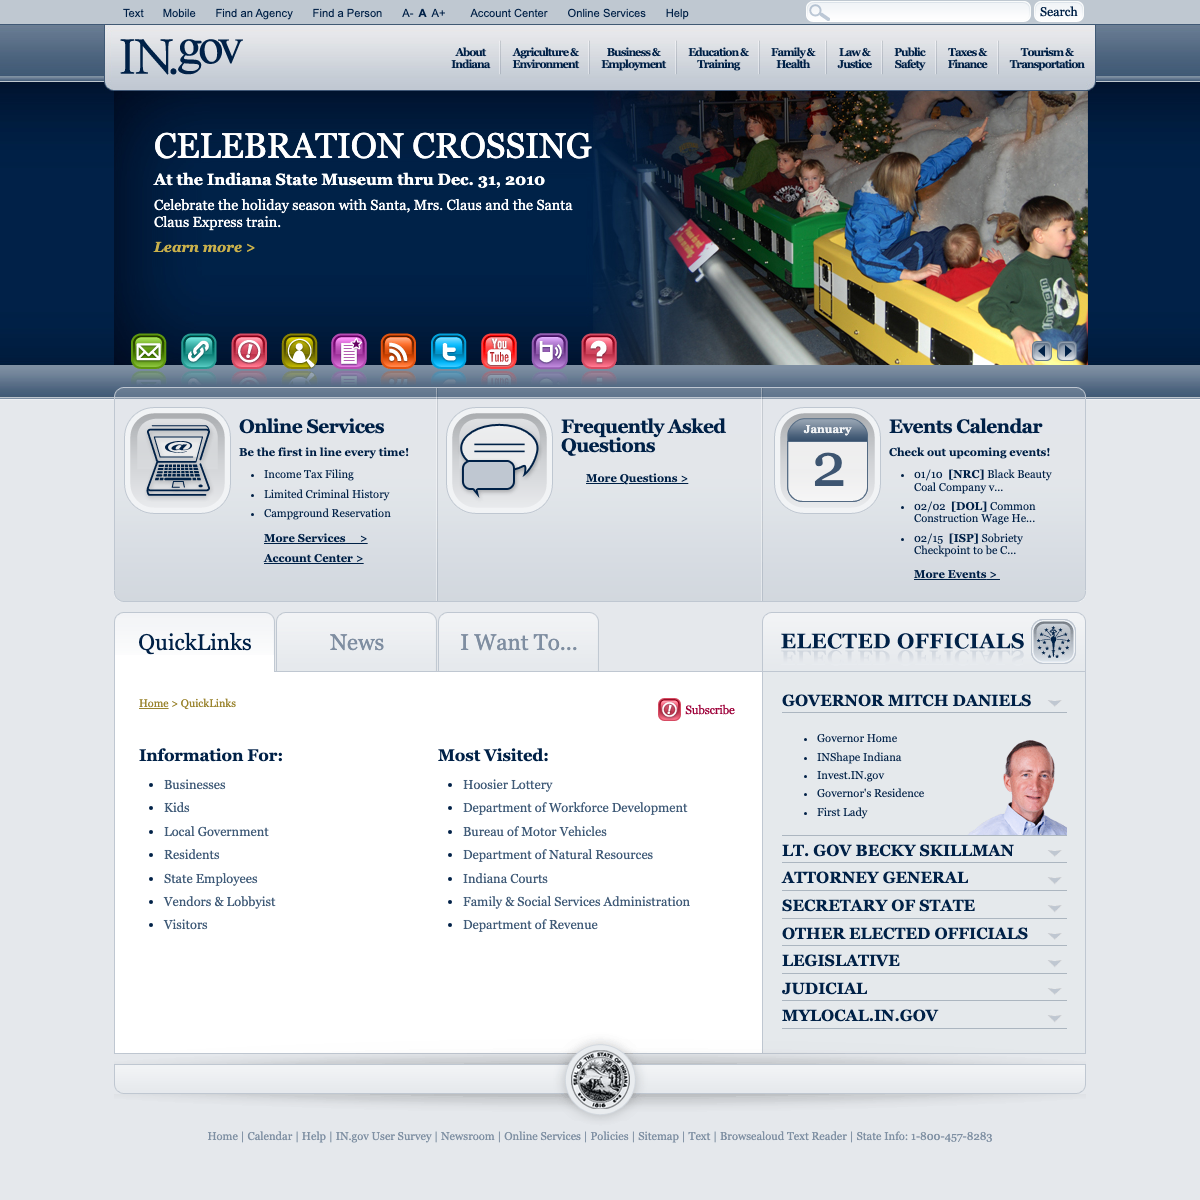 Text Mobile Find an Agency Find a Person A- A A+ Account Center Online Services Help Search
IN.gov
About Indiana
Agriculture & Environment
Business & Employment
Education & Training
Family & Health
Law & Justice
Public Safety
Taxes & Finance
Tourism & Transportation
CELEBRATION CROSSING
At the Indiana State Museum thru Dec. 31, 2010
Celebrate the holiday season with Santa, Mrs. Claus and the Santa
Claus Express train.
Learn more >
You
Tube
Online Services
Be the first in line every time!
Income Tax Filing
Limited Criminal History
Campground Reservation
More Services >
Account Center >
Frequently Asked
Questions
More Questions >
January
2
Events Calendar
Check out upcoming events!
01/10 [NRC] Black Beauty
Coal Company v...
02/02 [DOL] Common
Construction Wage He...
02/15 [ISP] Sobriety
Checkpoint to be C...
More Events >
QuickLinks
News
I Want To...
Home > QuickLinks
Subscribe
Information For:
Businesses
Kids
Local Government
Residents
State Employees
Vendors & Lobbyist
Visitors
Most Visited:
Hoosier Lottery
Department of Workforce Development
Bureau of Motor Vehicles
Department of Natural Resources
Indiana Courts
Family & Social Services Administration
Department of Revenue
ELECTED OFFICIALS
GOVERNOR MITCH DANIELS
Governor Home
INShape Indiana
Invest.IN.gov
Governor's Residence
First Lady
LT. GOV BECKY SKILLMAN
ATTORNEY GENERAL
SECRETARY OF STATE
OTHER ELECTED OFFICIALS
LEGISLATIVE
JUDICIAL
MYLOCAL.IN.GOV
SEAL OF THE STATE OF INDIANA
1816
Home | Calendar | Help | IN.gov User Survey | Newsroom | Online Services | Policies | Sitemap | Text | Browsealoud Text Reader | State Info: 1-800-457-8283